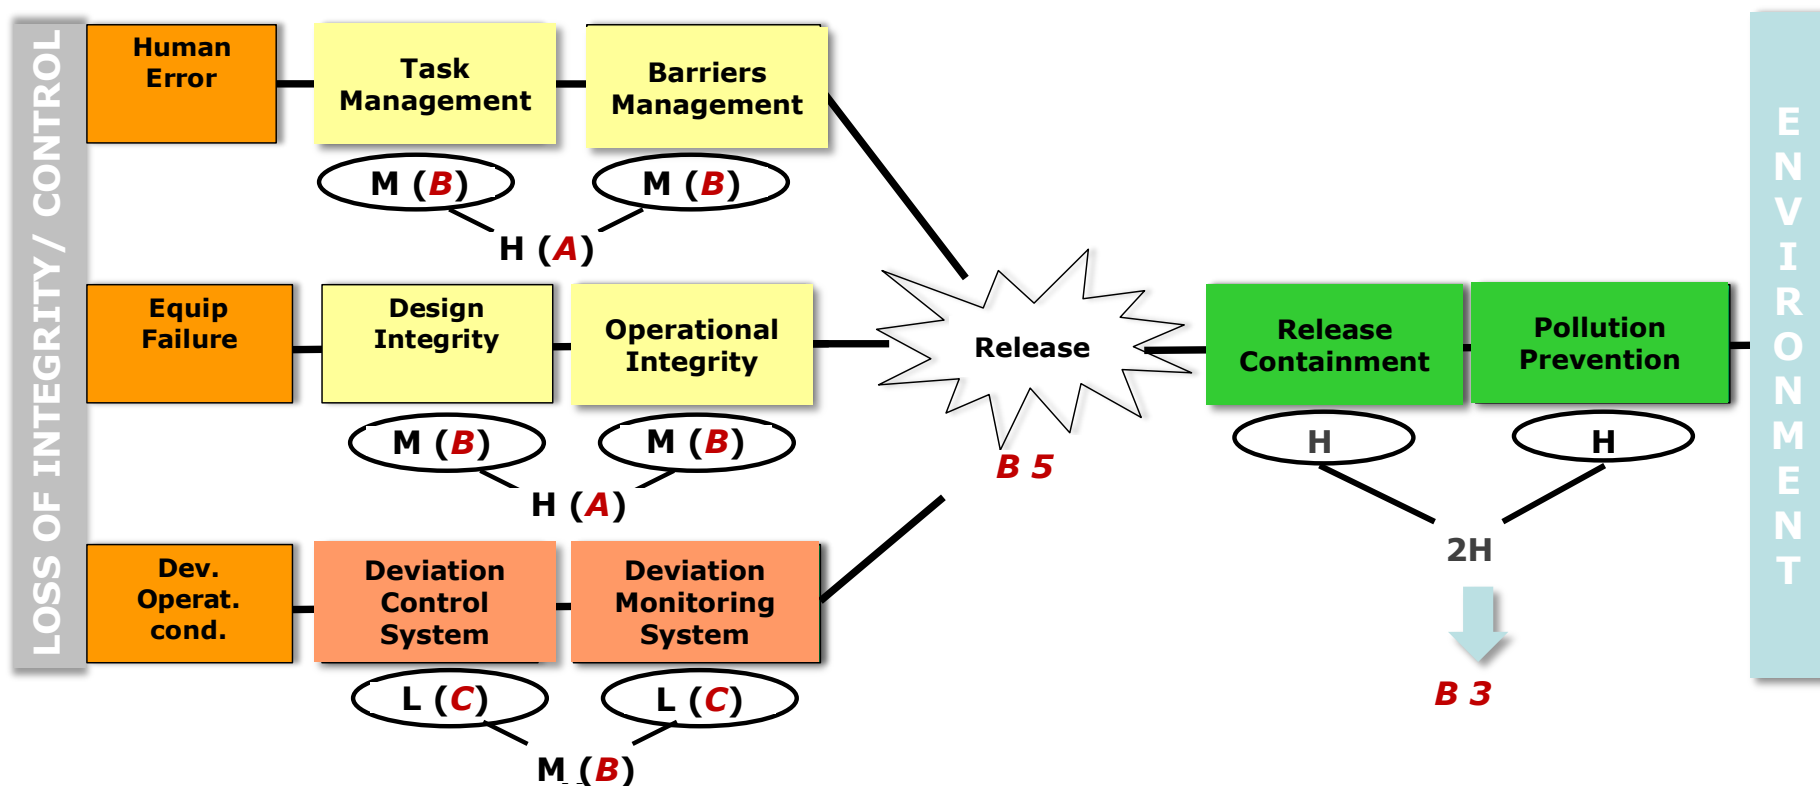 LOSS OF INTEGRITY/ CONTROL
Human
Error
Task
Management
Barriers
Management
M (B)
M (B)
H (A)
Equip
Failure
Design
Integrity
Operational
Integrity
M (B)
M (B)
H (A)
Dev.
Operat.
cond.
Deviation
Control
System
Deviation
Monitoring
System
L (C)
L (C)
M (B)
Release
B 5
Release
Containment
Pollution
Prevention
H
H
2H
B 3
ENVIRONMENT